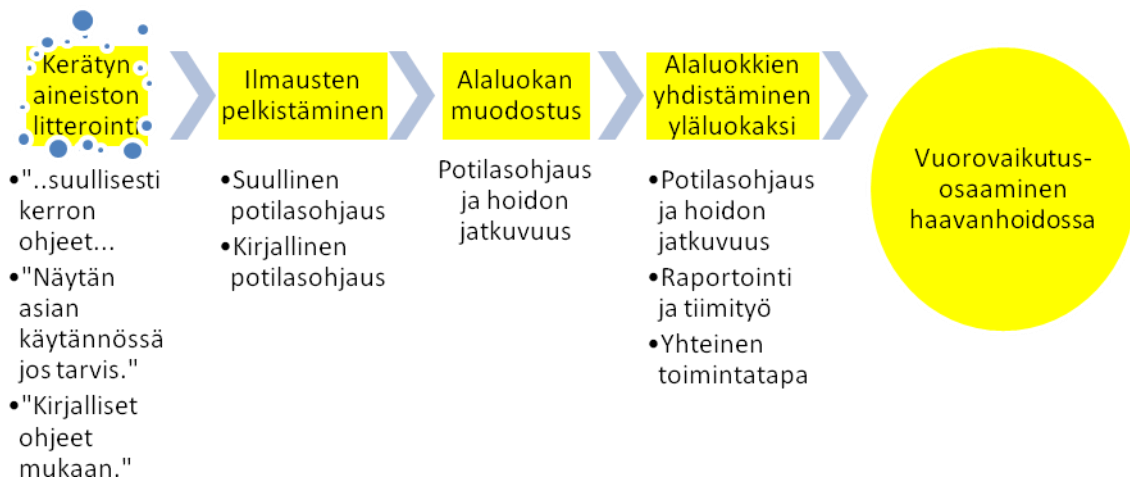 Kerätyn
aineiston
litterointi
•"..suullisesti
kerron
ohjeet...
•"Näytän
asian
käytännössä
jos tarvis."
•"Kirjalliset
ohjeet
mukaan."
Ilmausten
pelkistäminen
•Suullinen
potilasohjaus
•Kirjallinen
potilasohjaus
Alaluokan
muodostus
Potilasohjaus
ja hoidon
jatkuvuus
Alaluokkien
yhdistäminen
yläluokaksi
•Potilasohjaus
ja hoidon
jatkuvuus
•Raportointi
ja tiimityö
•Yhteinen
toimintatapa
Vuorovaikutus-
osaaminen
haavanhoidossa